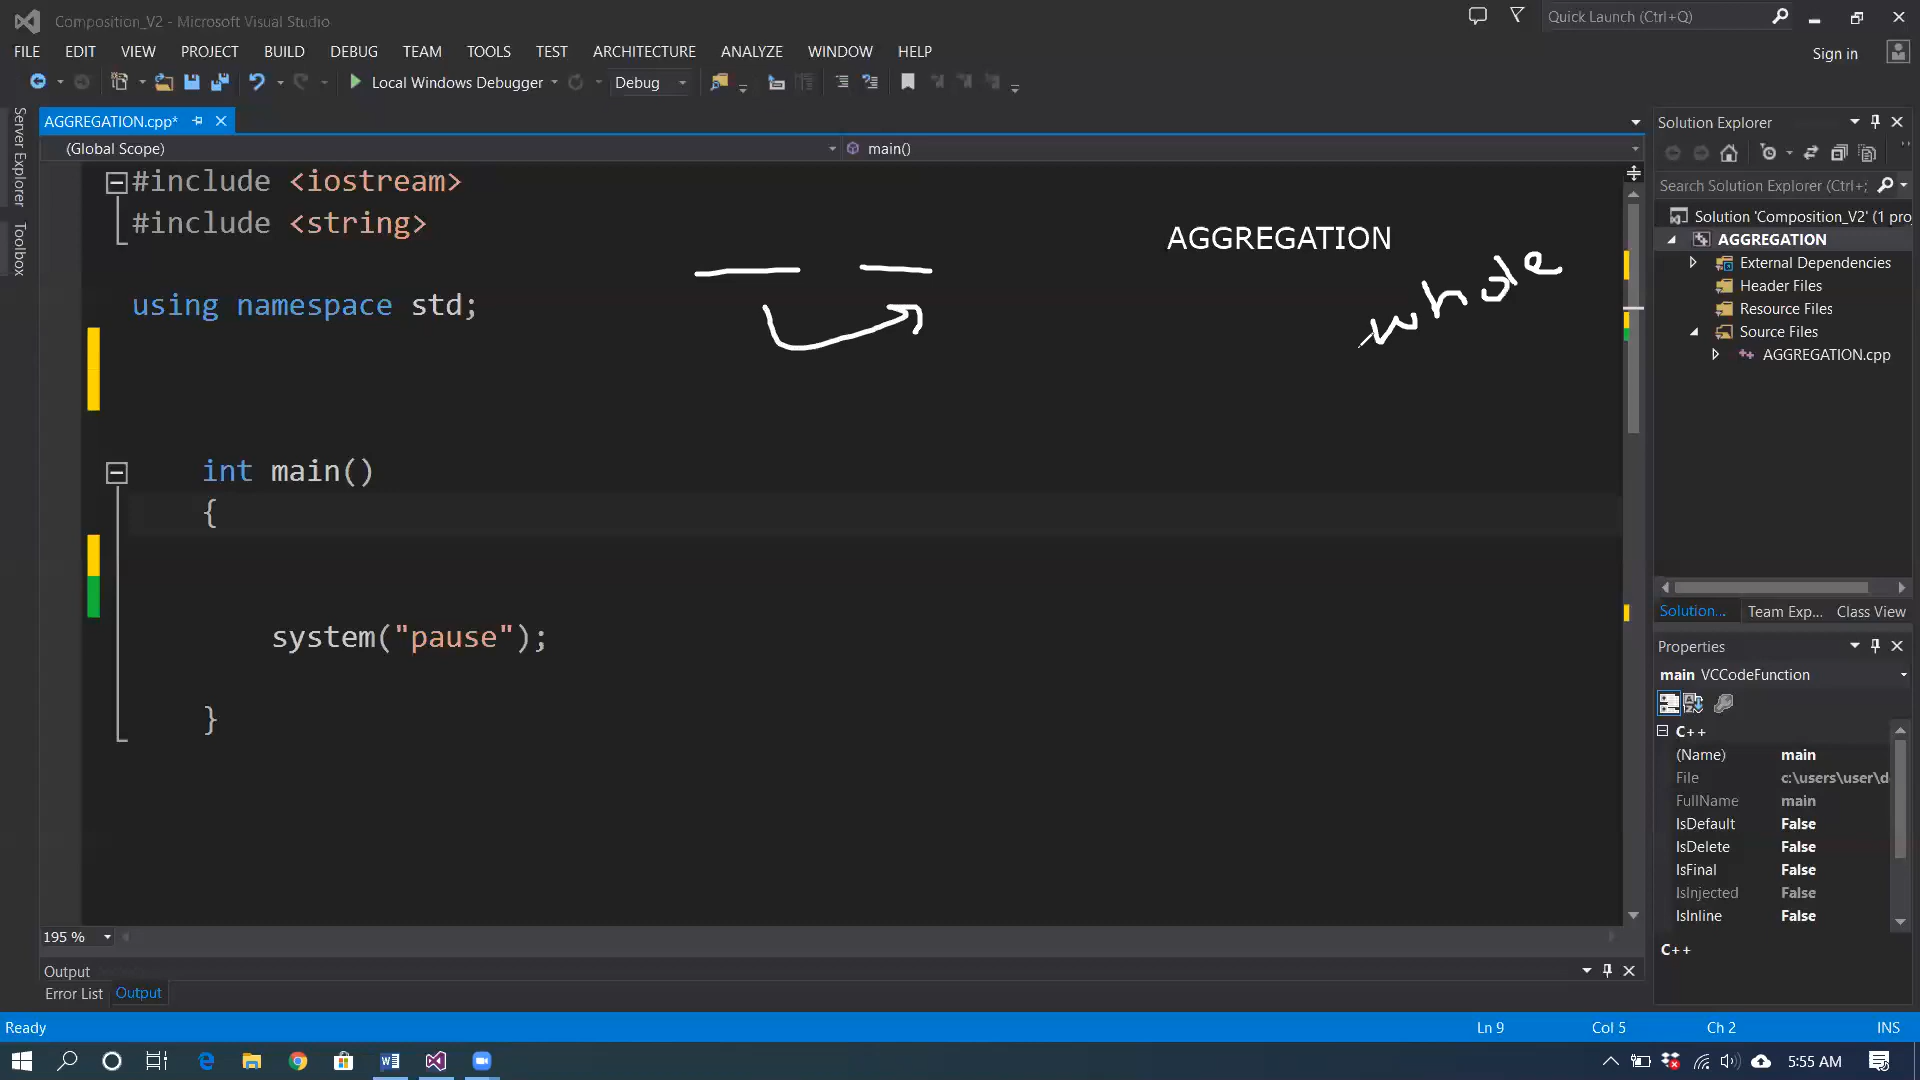 Composition_V2 - Microsoft Visual Studio
Quick Launch (Ctrl+Q)
FILE EDIT VIEW PROJECT BUILD DEBUG TEAM TOOLS TEST ARCHITECTURE ANALYZE WINDOW HELP
Sign in
Local Windows Debugger Debug
Server Explorer
Toolbox
AGGREGATION.cpp*
(Global Scope) main()
#include <iostream>
#include <string>
AGGREGATION
whole
using namespace std;
int main()
{
system("pause");
}
195 %
Output
Error List Output
Solution Explorer
Search Solution Explorer (Ctrl+;
Solution 'Composition_V2' (1 pro
AGGREGATION
External Dependencies
Header Files
Resource Files
Source Files
AGGREGATION.cpp
Solution... Team Exp... Class View
Properties
main VCCodeFunction
C++
(Name) main
File c:\users\user\d
FullName main
IsDefault False
IsDelete False
IsFinal False
IsInjected False
IsInline False
C++
Ready Ln 9 Col 5 Ch 2 INS
5:55 AM